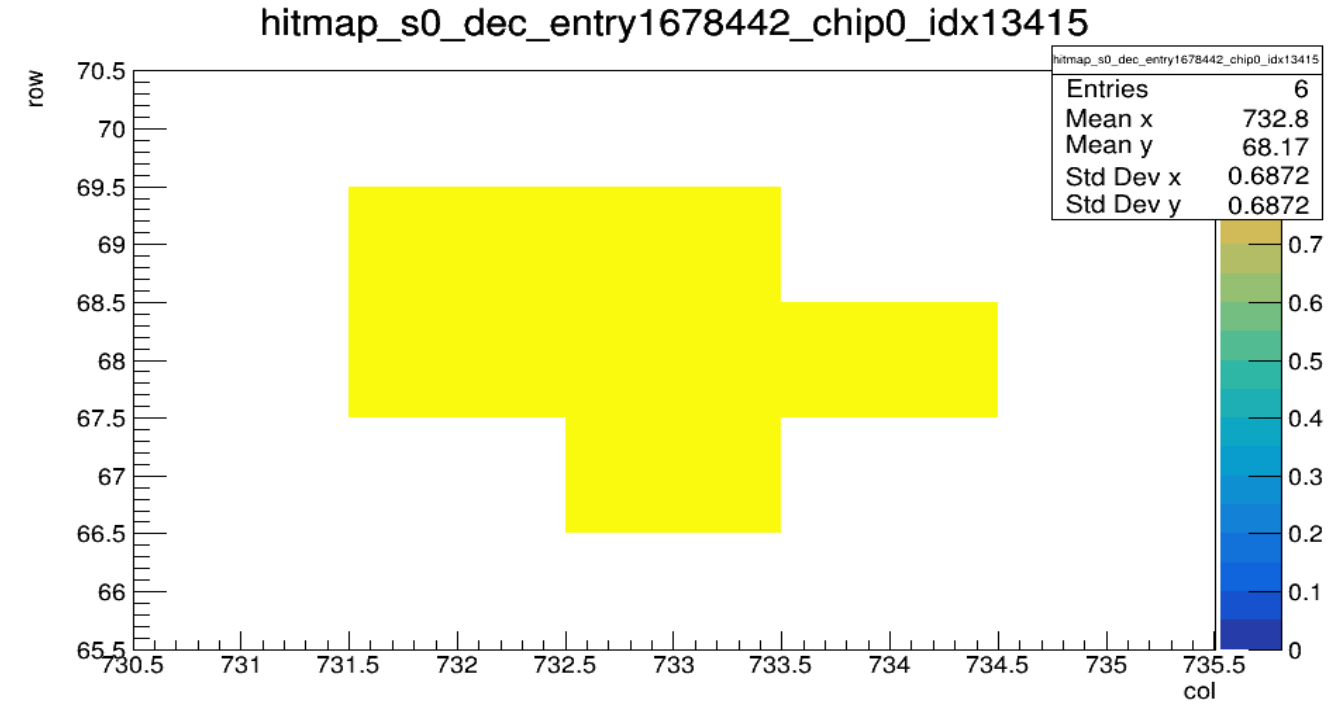 hitmap_s0_dec_entry1678442_chip0_idx13415
hitmap_s0_dec_entry1678442_chip0_idx13415
Entries 6
Mean x 732.8
Mean y 68.17
Std Dev x 0.6872
Std Dev y 0.6872
row
70.5
70
69.5
69
68.5
68
67.5
67
66.5
66
65.5
730.5 731 731.5 732 732.5 733 733.5 734 734.5 735 735.5
col
0.7
0.6
0.5
0.4
0.3
0.2
0.1
0